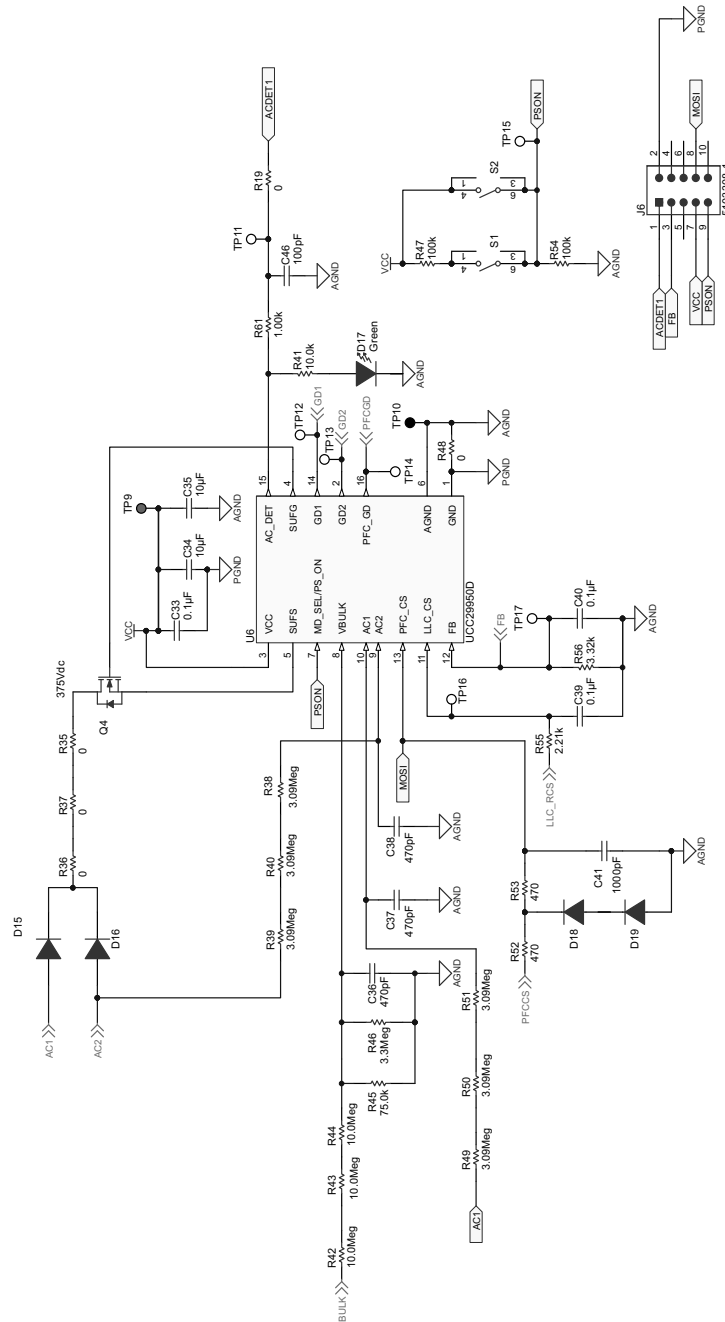 AC1
AC2
D15
D16
R36
0
R37
0
R35
0
375Vdc
Q4
R39
3.09Meg
R40
3.09Meg
R38
3.09Meg
VCC
C33
0.1µF
C34
10µF
PGND
TP9
C35
10µF
AGND
BULK
R42
10.0Meg
R43
10.0Meg
R44
10.0Meg
R45
75.0k
R46
3.3Meg
C36
470pF
AGND
C37
470pF
AGND
C38
470pF
AGND
AC1
R49
3.09Meg
R50
3.09Meg
R51
3.09Meg
PSON
MOSI
U6
3
VCC
5
SUFS
7
MD_SEL/PS_ON
8
VBULK
10
AC1
9
AC2
13
PFC_CS
11
LLC_CS
12
FB
AC_DET
15
SUFG
4
GD1
14
GD2
2
PFC_GD
16
AGND
6
GND
1
UCC29950D
R61
1.00k
TP11
C46
100pF
AGND
R19
0
ACDET1
R41
10.0k
D17
Green
AGND
TP12
GD1
TP13
GD2
PFCGD
TP14
TP10
R48
0
PGND
AGND
PFCCS
R52
470
R53
470
D18
D19
C41
1000pF
AGND
LLC_RCS
R55
2.21k
TP16
C39
0.1µF
FB
R56
3.32k
TP17
C40
0.1µF
AGND
VCC
R47
100k
S1
4
1
6
3
S2
4
1
6
3
R54
100k
AGND
TP15
PSON
J6
1
2
3
4
5
6
7
8
9
10
ACDET1
FB
VCC
PSON
MOSI
PGND